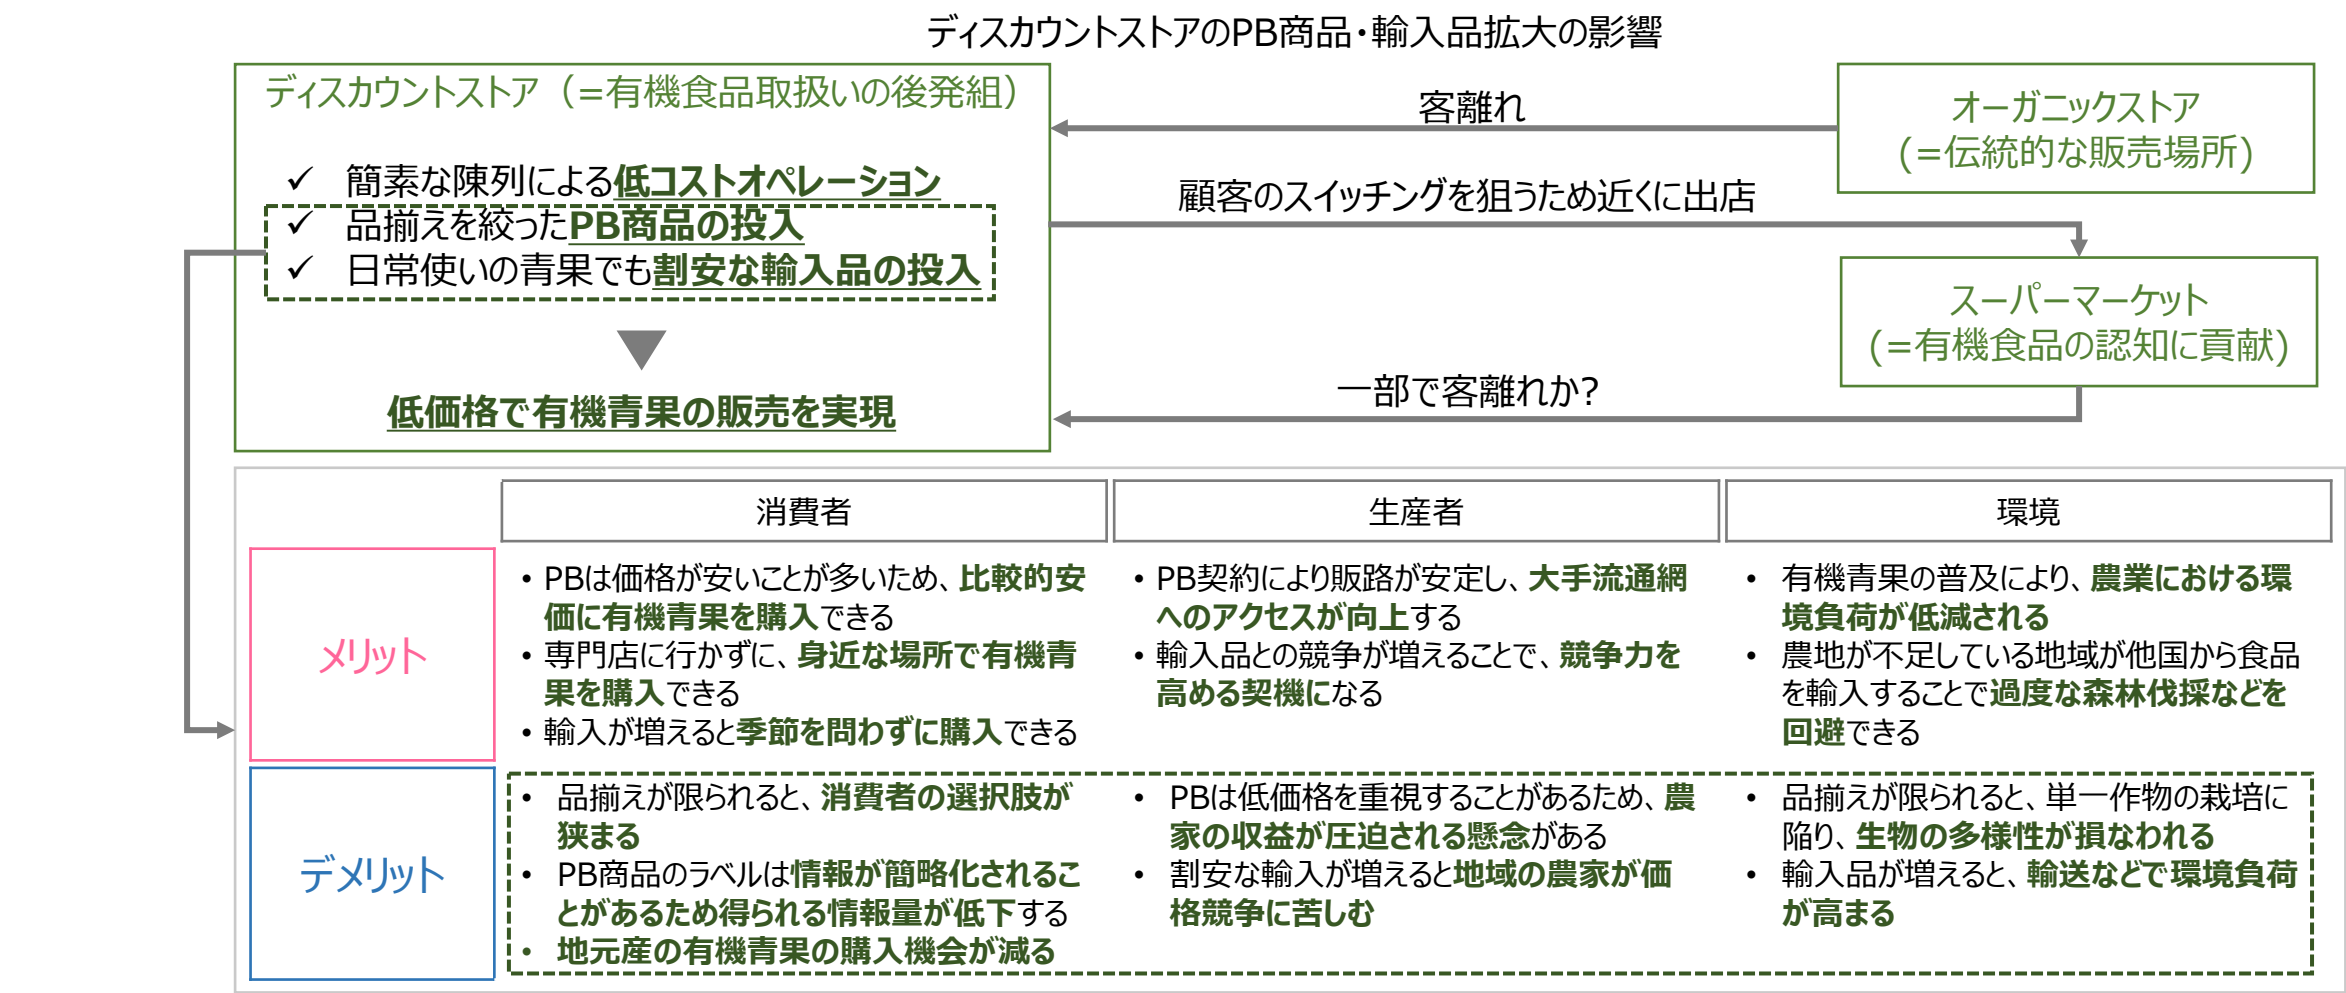 ディスカウントストアのPB商品・輸入品拡大の影響
ディスカウントストア（=有機食品取扱いの後発組）
✓ 簡素な陳列による低コストオペレーション
✓ 品揃えを絞ったPB商品の投入
✓ 日常使いの青果でも割安な輸入品の投入
低価格で有機青果の販売を実現
客離れ
オーガニックストア
(=伝統的な販売場所)
顧客のスイッチングを狙うため近くに出店
スーパーマーケット
(=有機食品の認知に貢献)
一部で客離れか?
消費者
生産者
環境
メリット
• PBは価格が安いことが多いため、比較的安
価に有機青果を購入できる
• 専門店に行かずに、身近な場所で有機青
果を購入できる
• 輸入が増えると季節を問わずに購入できる
• PB契約により販路が安定し、大手流通網
へのアクセスが向上する
• 輸入品との競争が増えることで、競争力を
高める契機になる
• 有機青果の普及により、農業における環
境負荷が低減される
• 農地が不足している地域が他国から食品
を輸入することで過度な森林伐採などを
回避できる
デメリット
• 品揃えが限られると、消費者の選択肢が
狭まる
• PB商品のラベルは情報が簡略化されるこ
とがあるため得られる情報量が低下する
• 地元産の有機青果の購入機会が減る
• PBは低価格を重視することがあるため、農
家の収益が圧迫される懸念がある
• 割安な輸入が増えると地域の農家が価
格競争に苦しむ
• 品揃えが限られると、単一作物の栽培に
陥り、生物の多様性が損なわれる
• 輸入品が増えると、輸送などで環境負荷
が高まる